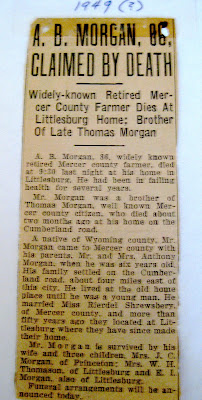 1949 (?)
A. B. MORGAN, 86,
CLAIMED BY DEATH
Widely-known Retired Mer-
cer County Farmer Dies At
Littlesburg Home; Brother
Of Late Thomas Morgan
A. B. Morgan, 86, widely known
retired Mercer county farmer, died
at 9:50 last night at his home in
Littlesburg. He had been in failing
health for several years.
Mr. Morgan was a brother of
Thomas Morgan, well known Mer-
cer county citizen, who died about
two months ago at his home on the
Cumberland road.
A native of Wyoming county, Mr.
Morgan came to Mercer county with
his parents, Mr. and Mrs. Anthony
Morgan, when he was six years old.
His family settled on the Cumber-
land road, about four miles east of
this city. He lived at the old home
place until he was a young man. He
married Miss Rierdel Shrewsbery,
of Mercer county, and more than
fifty years ago they located at Lit-
tlesburg where they have since made
their home.
Mr. Morgan is survived by his
wife and three children, Mrs. J. C.
Morgan, of Princeton; Mrs. W. H.
Thomason, of Littlesburg and E. I.
Morgan, also of Littlesburg.
Funeral arrangements will be an-
nounced today.